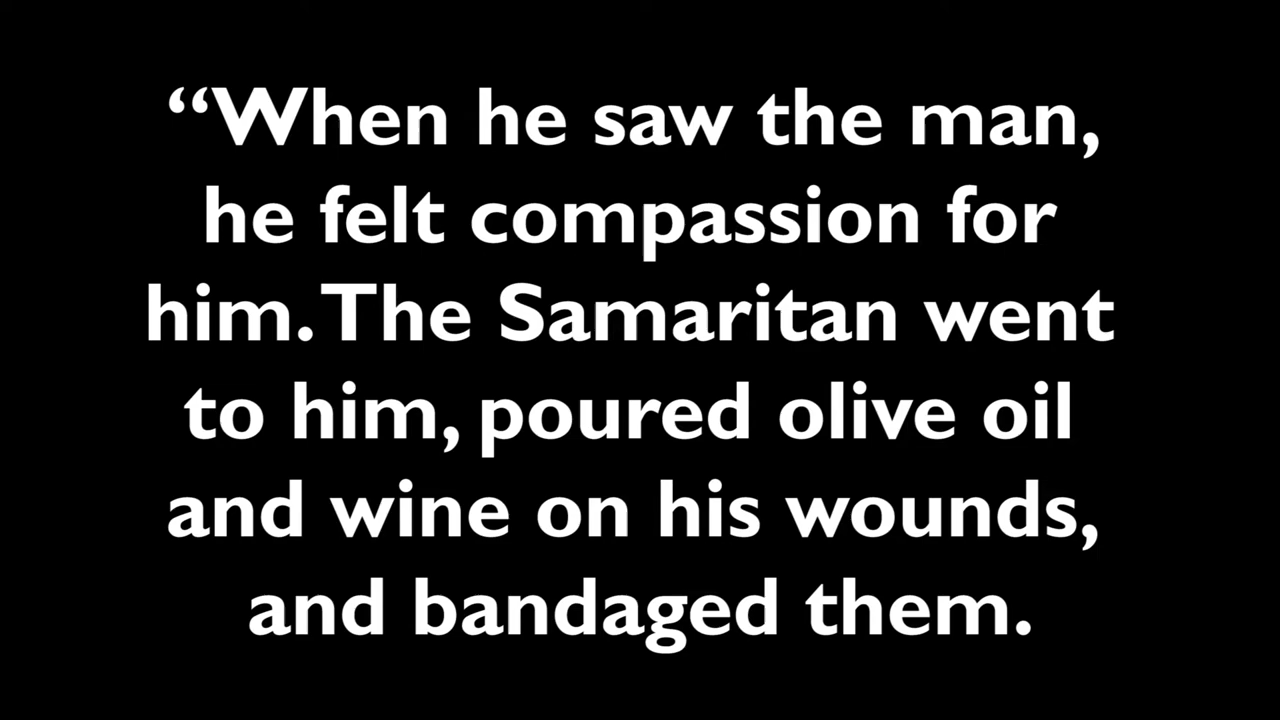 “When he saw the man,
he felt compassion for
him. The Samaritan went
to him, poured olive oil
and wine on his wounds,
and bandaged them.